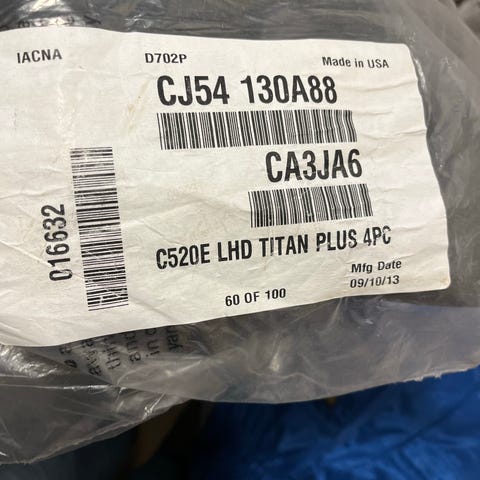 IACNA D702P Made in USA
CJ54 130A88
CA3JA6
016632
C520E LHD TITAN PLUS 4PC
Mfg Date
09/10/13
60 OF 100